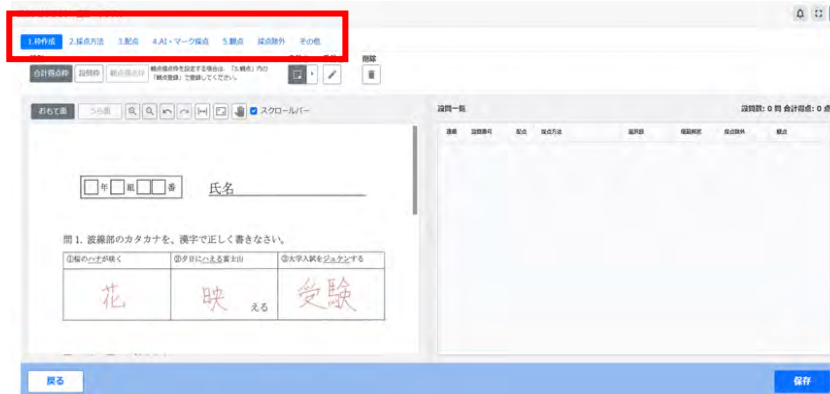 1.枠作成 2.採点方法 3.配点 4.AI・マーク採点 5.観点 採点除外 その他
削除
合計得点枠 設問枠 観点得点枠 観点得点枠を設定する場合は、「5.観点」内の
「観点登録」で登録してください。
おもて面 うら面 スクロールバー
設問一覧 設問数: 0 問 合計得点: 0 点
設問番号 配点 採点方法 選択肢 模範解答 採点除外 観点
年 組 番 氏名
問 1. 波線部のカタカナを、漢字で正しく書きなさい。
①桜のハナが咲く ②夕日にハえる富士山 ③大学入試をジュケンする
花 映 える 受験
戻る 保存